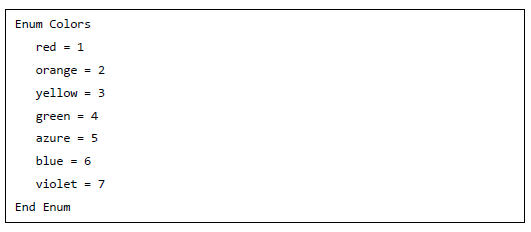 Enum Colors
red = 1
orange = 2
yellow = 3
green = 4
azure = 5
blue = 6
violet = 7
End Enum